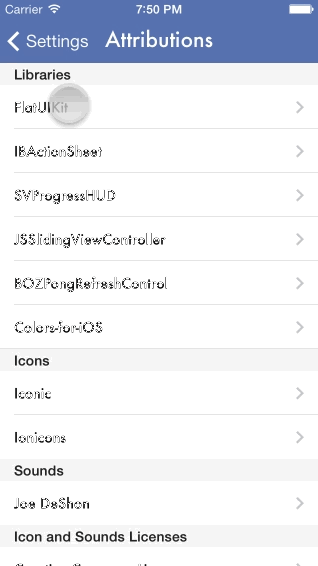 Carrier 7:50 PM
Settings Attributions
Libraries
FlatUIKit
IBActionSheet
SVProgressHUD
JSSlidingViewController
BOZPongRefreshControl
Colors-for-iOS
Icons
Iconic
Ionicons
Sounds
Joe DeShon
Icon and Sounds Licenses